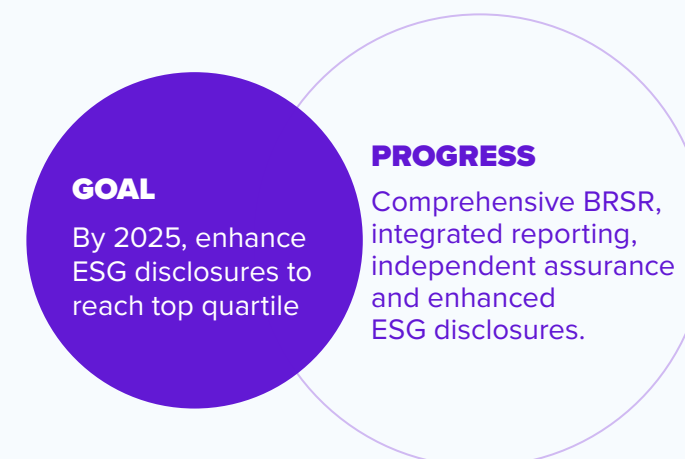 GOAL
By 2025, enhance
ESG disclosures to
reach top quartile
PROGRESS
Comprehensive BRSR,
integrated reporting,
independent assurance
and enhanced
ESG disclosures.